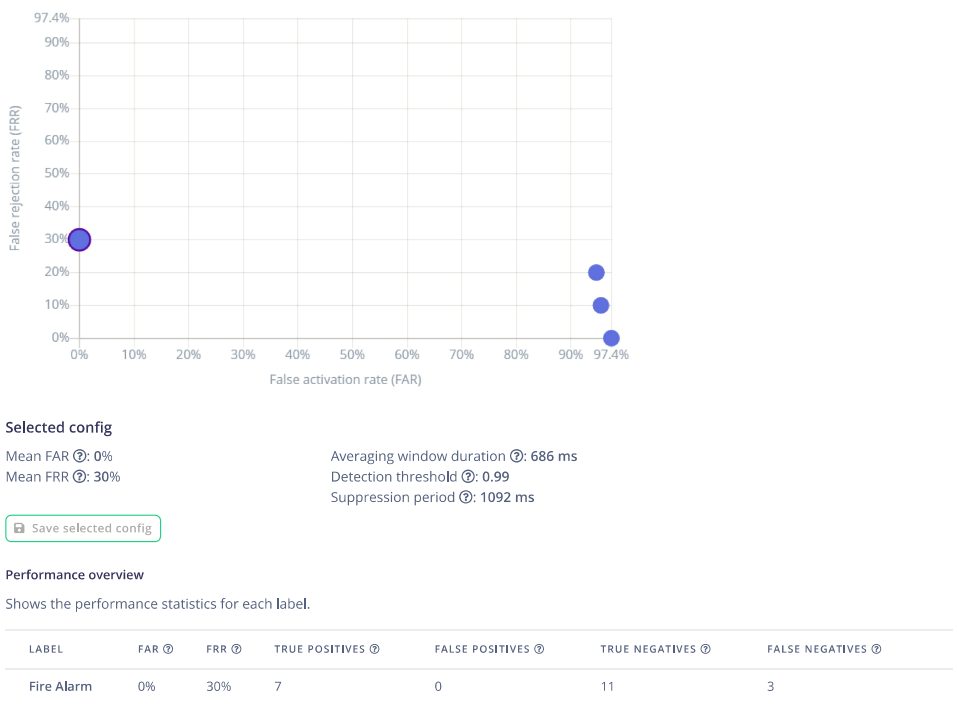 97.4%
90%
80%
70%
60%
50%
40%
30%
20%
10%
0%
False rejection rate (FRR)
0% 10% 20% 30% 40% 50% 60% 70% 80% 90% 97.4%
False activation rate (FAR)
Selected config
Mean FAR ?: 0% Averaging window duration ?: 686 ms
Mean FRR ?: 30% Detection threshold ?: 0.99
Suppression period ?: 1092 ms
Save selected config
Performance overview
Shows the performance statistics for each label.
LABEL FAR ? FRR ? TRUE POSITIVES ? FALSE POSITIVES ? TRUE NEGATIVES ? FALSE NEGATIVES ?
Fire Alarm 0% 30% 7 0 11 3